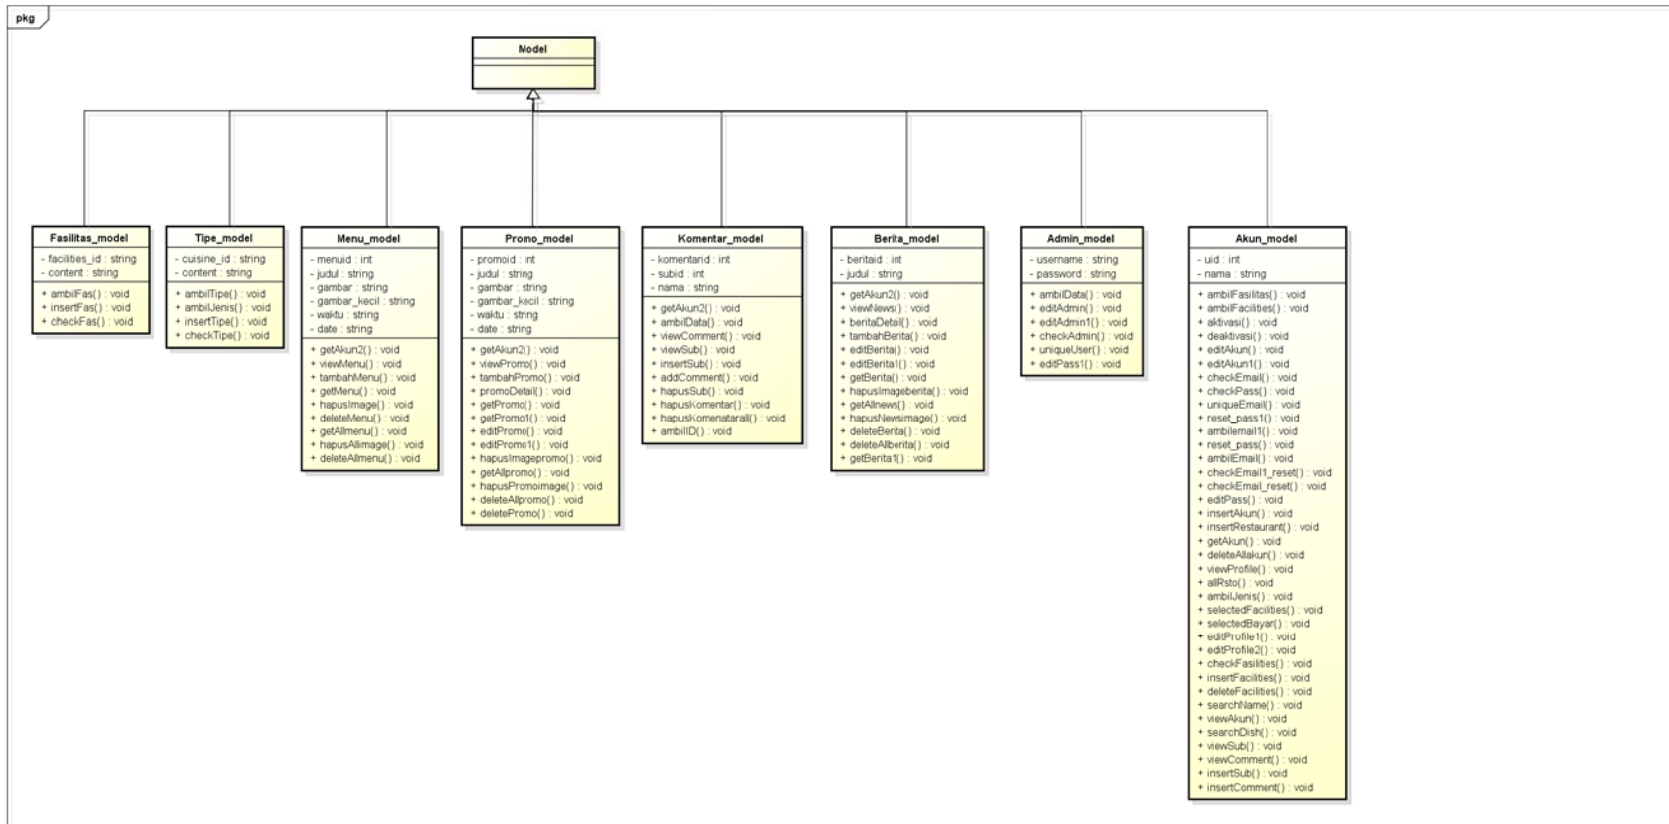 pkg
Model
Fasilitas_model
- facilities_id : string
- content : string
+ ambilFas() : void
+ insertFas() : void
+ checkFas() : void
Tipe_model
- cuisine_id : string
- content : string
+ ambilTipe() : void
+ ambilJenis() : void
+ insertTipe() : void
+ checkTipe() : void
Menu_model
- menuid : int
- judul : string
- gambar : string
- gambar_kecil : string
- waktu : string
- date : string
+ getAkun2() : void
+ viewMenu() : void
+ tambahMenu() : void
+ getMenu() : void
+ hapusImage() : void
+ deleteMenu() : void
+ getAllmenu() : void
+ hapusAllimage() : void
+ deleteAllmenu() : void
Promo_model
- promoid : int
- judul : string
- gambar : string
- gambar_kecil : string
- waktu : string
- date : string
+ getAkun2() : void
+ viewPromo() : void
+ tambahPromo() : void
+ promoDetail() : void
+ getPromo() : void
+ getPromo1() : void
+ editPromo() : void
+ editPromo1() : void
+ hapusImagepromo() : void
+ getAllpromo() : void
+ hapusPromoimage() : void
+ deleteAllpromo() : void
+ deletePromo() : void
Komentar_model
- komentarid : int
- subid : int
- nama : string
+ getAkun2() : void
+ ambilData() : void
+ viewComment() : void
+ viewSub() : void
+ insertSub() : void
+ addComment() : void
+ hapusSub() : void
+ hapusKomentar() : void
+ hapusKomenatarall() : void
+ ambilID() : void
Berita_model
- beritaid : int
- judul : string
+ getAkun2() : void
+ viewNews() : void
+ beritaDetail() : void
+ tambahBerita() : void
+ editBerita() : void
+ editBerita1() : void
+ getBerita() : void
+ hapusImageberita() : void
+ getAllnews() : void
+ hapusNewsimage() : void
+ deleteBerita() : void
+ deleteAllberita() : void
+ getBerita1() : void
Admin_model
- username : string
- password : string
+ ambilData() : void
+ editAdmin() : void
+ editAdmin1() : void
+ checkAdmin() : void
+ uniqueUser() : void
+ editPass1() : void
Akun_model
- uid : int
- nama : string
+ ambilFasilitas() : void
+ ambilFacilities() : void
+ aktivasi() : void
+ deaktivasi() : void
+ editAkun() : void
+ editAkun1() : void
+ checkEmail() : void
+ checkPass() : void
+ uniqueEmail() : void
+ reset_pass1() : void
+ ambilemail1() : void
+ reset_pass() : void
+ ambilEmail() : void
+ checkEmail1_reset() : void
+ checkEmail_reset() : void
+ editPass() : void
+ insertAkun() : void
+ insertRestaurant() : void
+ getAkun() : void
+ deleteAllakun() : void
+ viewProfile() : void
+ allRsto() : void
+ ambilJenis() : void
+ selectedFacilities() : void
+ selectedBayar() : void
+ editProfile1() : void
+ editProfile2() : void
+ checkFasilities() : void
+ insertFacilities() : void
+ deleteFacilities() : void
+ searchName() : void
+ viewAkun() : void
+ searchDish() : void
+ viewSub() : void
+ viewComment() : void
+ insertSub() : void
+ insertComment() : void